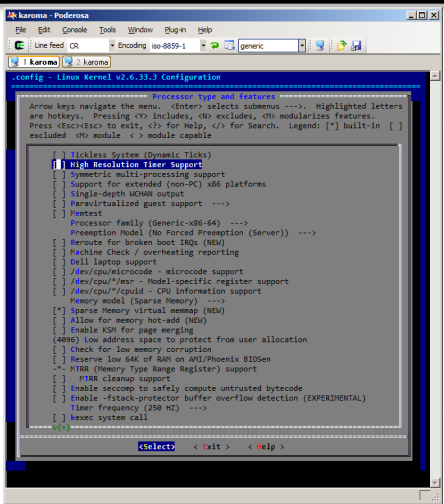 karoma - Poderosa
File Edit Console Tools Window Plug-in Help
Line feed CR Encoding iso-8859-1 generic
1 karoma 2 karoma
.config - Linux Kernel v2.6.33.3 Configuration
Processor type and features
Arrow keys navigate the menu. <Enter> selects submenus --->. Highlighted letters
are hotkeys. Pressing <Y> includes, <N> excludes, <M> modularizes features.
Press <Esc><Esc> to exit, <?> for Help, </> for Search. Legend: [*] built-in [ ]
excluded <M> module < > module capable
[ ] Tickless System (Dynamic Ticks)
[ ] High Resolution Timer Support
[ ] Symmetric multi-processing support
[ ] Support for extended (non-PC) x86 platforms
[ ] Single-depth WCHAN output
[ ] Paravirtualized guest support --->
[ ] Memtest
Processor family (Generic-x86-64) --->
Preemption Model (No Forced Preemption (Server)) --->
[ ] Reroute for broken boot IRQs (NEW)
[ ] Machine Check / overheating reporting
[ ] Dell laptop support
[ ] /dev/cpu/microcode - microcode support
[ ] /dev/cpu/*/msr - Model-specific register support
[ ] /dev/cpu/*/cpuid - CPU information support
Memory model (Sparse Memory) --->
[*] Sparse Memory virtual memmap (NEW)
[ ] Allow for memory hot-add (NEW)
[ ] Enable KSM for page merging
(4096) Low address space to protect from user allocation
[ ] Check for low memory corruption
[ ] Reserve low 64K of RAM on AMI/Phoenix BIOSen
-*- MTRR (Memory Type Range Register) support
[ ] MTRR cleanup support
[ ] Enable seccomp to safely compute untrusted bytecode
[ ] Enable -fstack-protector buffer overflow detection (EXPERIMENTAL)
Timer frequency (250 HZ) --->
[ ] kexec system call
v(+)
<Select> < Exit > < Help >